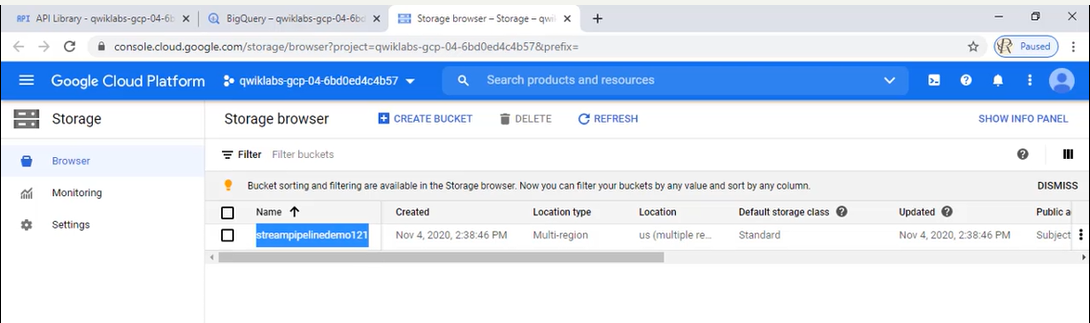 API API Library - qwiklabs-gcp-04-6b
BigQuery – qwiklabs-gcp-04-6bd0
Storage browser – Storage – qwi
console.cloud.google.com/storage/browser?project=qwiklabs-gcp-04-6bd0ed4c4b57&prefix=
Paused
Google Cloud Platform
qwiklabs-gcp-04-6bd0ed4c4b57
Search products and resources
Storage
Storage browser
CREATE BUCKET
DELETE
REFRESH
SHOW INFO PANEL
Browser
Monitoring
Settings
Filter Filter buckets
Bucket sorting and filtering are available in the Storage browser. Now you can filter your buckets by any value and sort by any column.
DISMISS
Name Created Location type Location Default storage class Updated Public a
streampipelinedemo121 Nov 4, 2020, 2:38:46 PM Multi-region us (multiple re... Standard Nov 4, 2020, 2:38:46 PM Subject